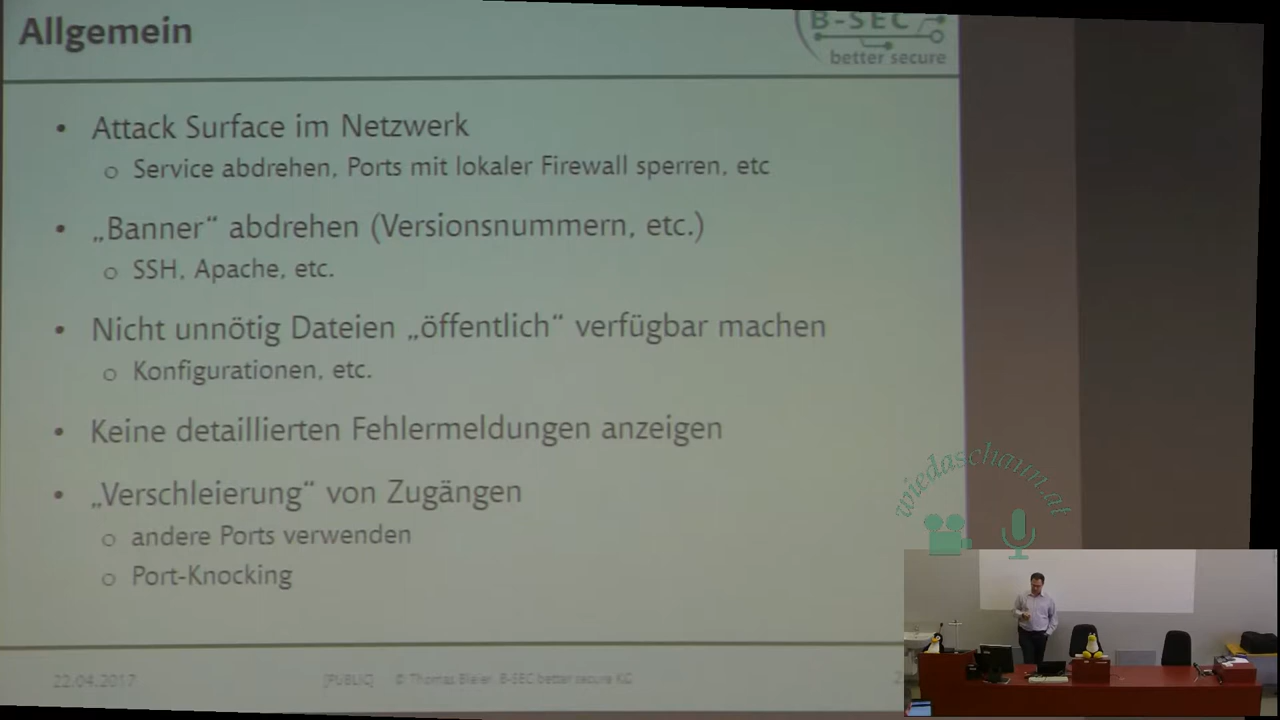 Allgemein
B-SEC
better secure
• Attack Surface im Netzwerk
o Service abdrehen, Ports mit lokaler Firewall sperren, etc
• „Banner“ abdrehen (Versionsnummern, etc.)
o SSH, Apache, etc.
• Nicht unnötig Dateien „öffentlich“ verfügbar machen
o Konfigurationen, etc.
• Keine detaillierten Fehlermeldungen anzeigen
• „Verschleierung“ von Zugängen
o andere Ports verwenden
o Port-Knocking
wiedaschaun.at
22.04.2017
[PUBLIC] © Thomas Bleier, B-SEC better secure KG